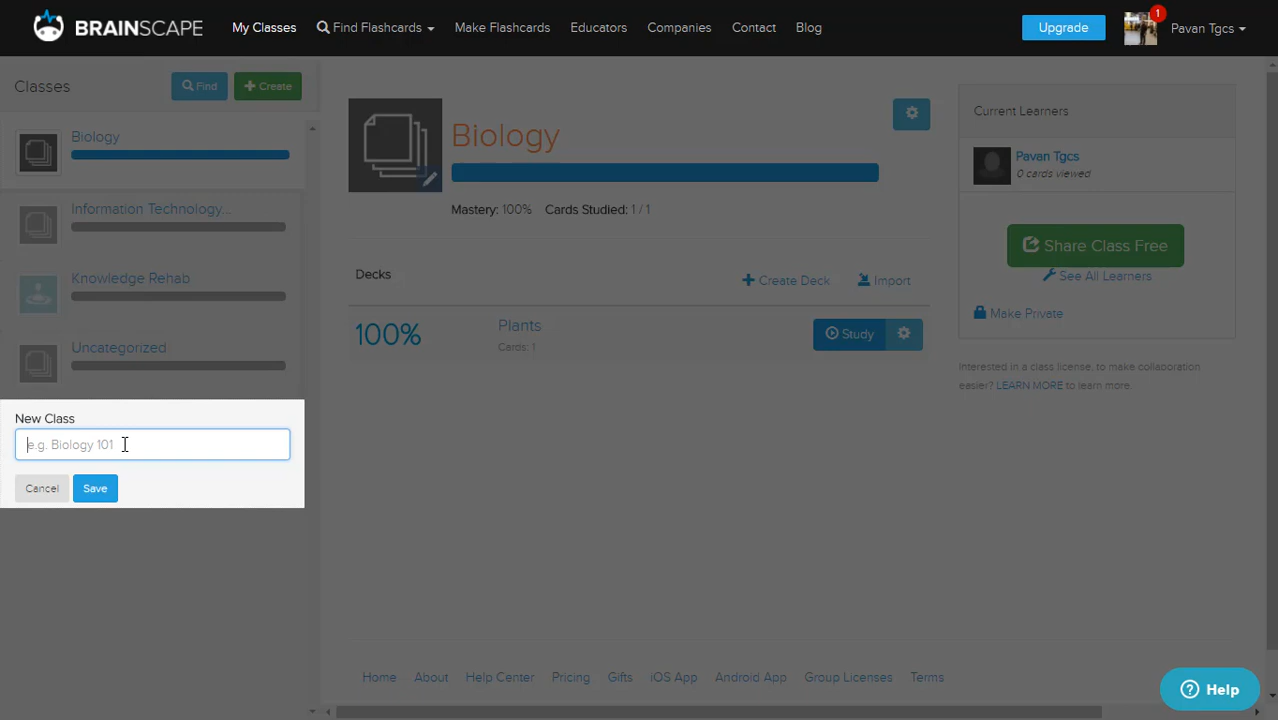 BRAINSCAPE My Classes Find Flashcards Make Flashcards Educators Companies Contact Blog Upgrade 1 Pavan Tgcs
Classes Find Create
Biology
Information Technology...
Knowledge Rehab
Uncategorized
New Class
e.g. Biology 101
Cancel Save
Biology
Mastery: 100% Cards Studied: 1 / 1
Decks Create Deck Import
100% Plants Study
Cards: 1
Current Learners
Pavan Tgcs
0 cards viewed
Share Class Free
See All Learners
Make Private
Interested in a class license, to make collaboration
easier? LEARN MORE to learn more.
Home About Help Center Pricing Gifts iOS App Android App Group Licenses Terms
Help